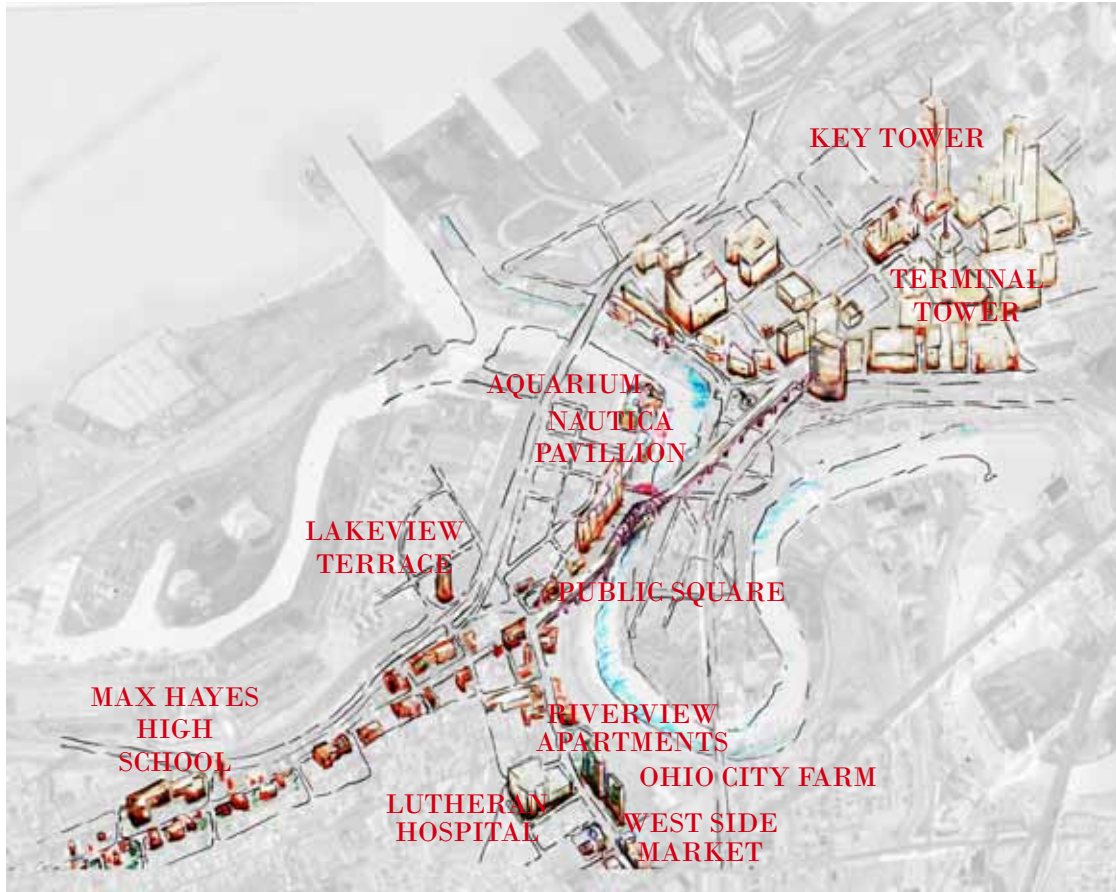 KEY TOWER
TERMINAL
TOWER
AQUARIUM
NAUTICA
PAVILLION
LAKEVIEW
TERRACE
PUBLIC SQUARE
MAX HAYES
HIGH
SCHOOL
RIVERVIEW
APARTMENTS
OHIO CITY FARM
LUTHERAN
HOSPITAL
WEST SIDE
MARKET